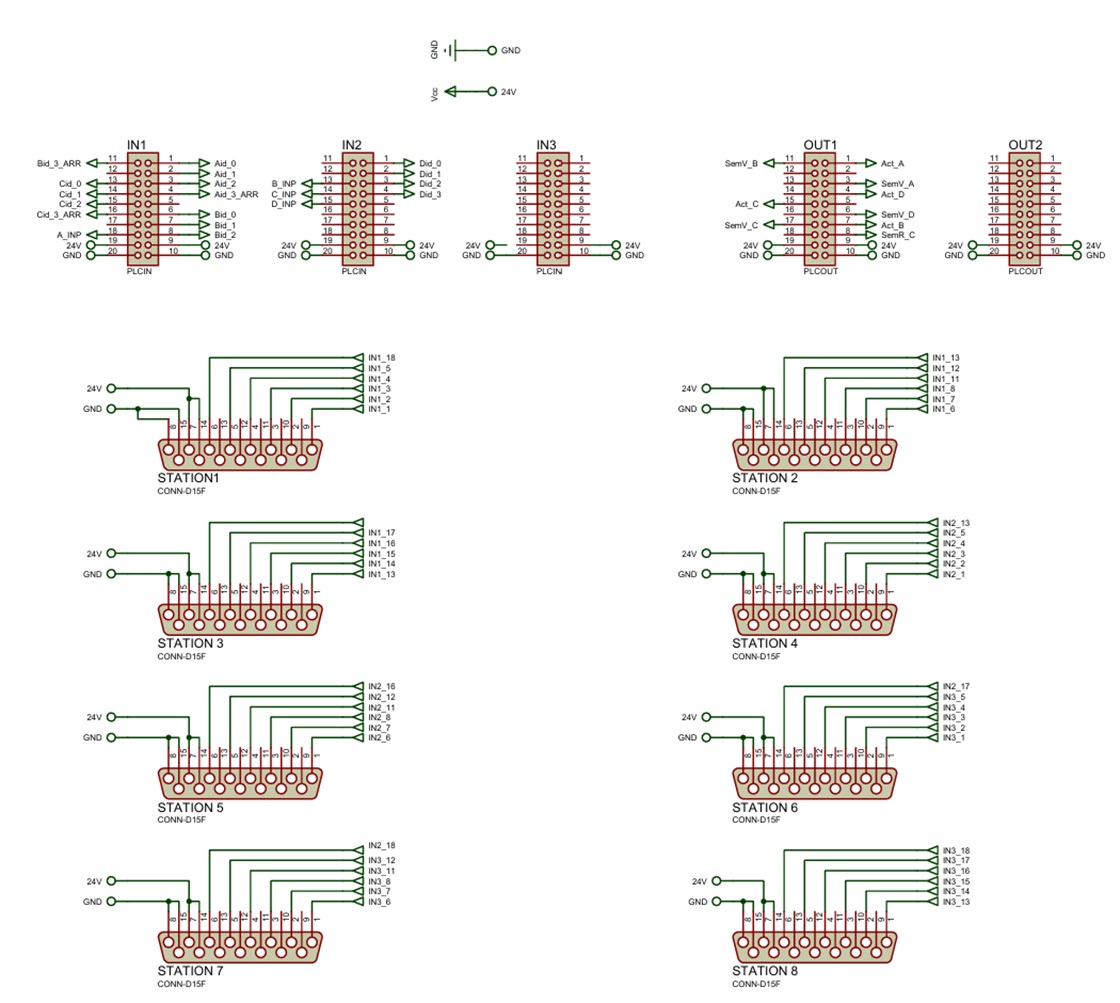 GND GND
Vcc 24V
IN1 IN2 IN3 OUT1 OUT2
Bid_3_ARR 11 1 Aid_0 11 1 Did_0 11 1 SemV_B 11 1 Act_A 11 1
12 2 Aid_1 12 2 Did_1 12 2 12 2 12 2
Cid_0 13 3 Aid_2 B_INP 13 3 Did_2 13 3 13 3 SemV_A 13 3
Cid_1 14 4 Aid_3_ARR C_INP 14 4 Did_3 14 4 14 4 Act_D 14 4
Cid_2 15 5 D_INP 15 5 15 5 Act_C 15 5 15 5
Cid_3_ARR 16 6 Bid_0 16 6 16 6 16 6 SemV_D 16 6
17 7 Bid_1 17 7 17 7 SemV_C 17 7 Act_B 17 7
A_INP 18 8 Bid_2 18 8 18 8 18 8 SemR_C 18 8
24V 19 9 24V 24V 19 9 24V 24V 19 9 24V 24V 19 9 24V 24V 19 9 24V
GND 20 10 GND GND 20 10 GND GND 20 10 GND GND 20 10 GND GND 20 10 GND
PLCIN PLCIN PLCIN PLCOUT PLCOUT
IN1_18
IN1_5
IN1_4
24V IN1_3
IN1_2
GND IN1_1
8 15 7 14 6 13 5 12 4 11 3 10 2 9 1
STATION1
CONN-D15F
IN1_13
IN1_12
IN1_11
24V IN1_8
IN1_7
GND IN1_6
8 15 7 14 6 13 5 12 4 11 3 10 2 9 1
STATION 2
CONN-D15F
IN1_17
IN1_16
24V IN1_15
IN1_14
GND IN1_13
8 15 7 14 6 13 5 12 4 11 3 10 2 9 1
STATION 3
CONN-D15F
IN2_13
IN2_5
IN2_4
24V IN2_3
IN2_2
GND IN2_1
8 15 7 14 6 13 5 12 4 11 3 10 2 9 1
STATION 4
CONN-D15F
IN2_16
IN2_12
IN2_11
24V IN2_8
IN2_7
GND IN2_6
8 15 7 14 6 13 5 12 4 11 3 10 2 9 1
STATION 5
CONN-D15F
IN2_17
IN3_5
IN3_4
24V IN3_3
IN3_2
GND IN3_1
8 15 7 14 6 13 5 12 4 11 3 10 2 9 1
STATION 6
CONN-D15F
IN2_18
IN3_12
IN3_11
24V IN3_8
IN3_7
GND IN3_6
8 15 7 14 6 13 5 12 4 11 3 10 2 9 1
STATION 7
CONN-D15F
IN3_18
IN3_17
IN3_16
24V IN3_15
IN3_14
GND IN3_13
8 15 7 14 6 13 5 12 4 11 3 10 2 9 1
STATION 8
CONN-D15F